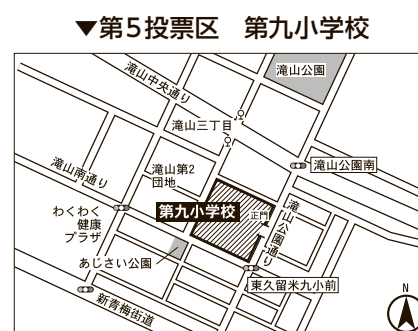 ▼第5投票区　第九小学校
滝山公園
滝山中央通り
滝山三丁目
滝山公園南
滝山南通り
滝山第2
団地
正門
わくわく
健康
プラザ
第九小学校
滝山公園通り
あじさい公園
東久留米九小前
新青梅街道
N